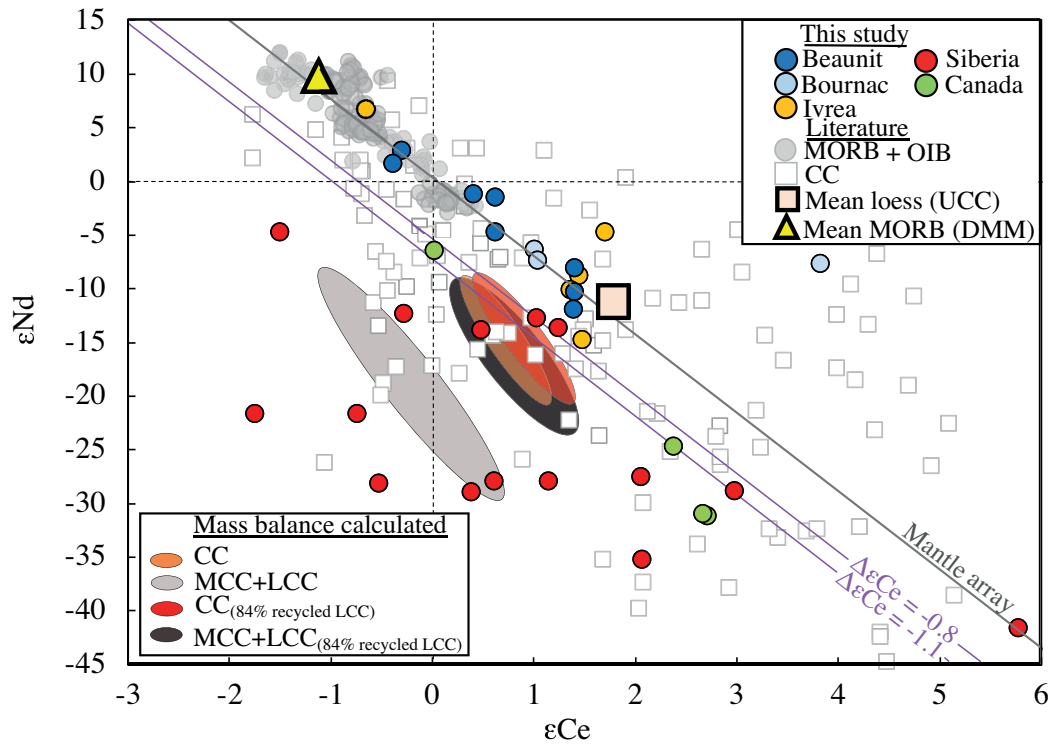 15
10
5
0
-5
-10
-15
-20
-25
-30
-35
-40
-45
εNd
-3
-2
-1
0
1
2
3
4
5
6
εCe
This study
Beaunit
Siberia
Bournac
Canada
Ivrea
Literature
MORB + OIB
CC
Mean loess (UCC)
Mean MORB (DMM)
Mass balance calculated
CC
MCC+LCC
CC(84% recycled LCC)
MCC+LCC(84% recycled LCC)
Mantle array
ΔεCe = -0.8
ΔεCe = -1.1